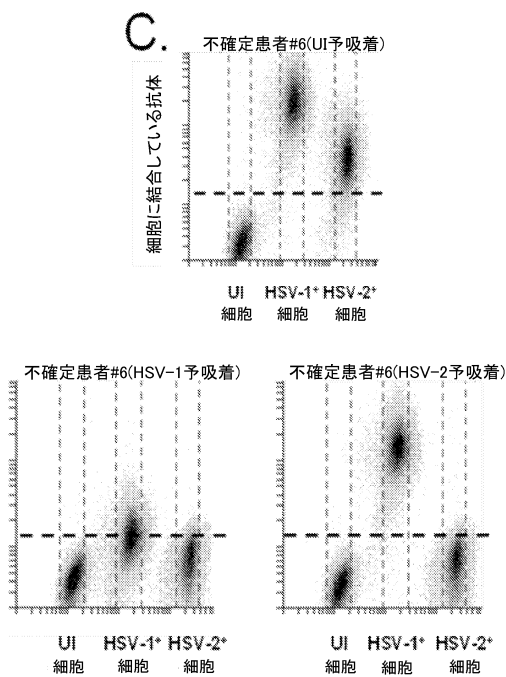 C.
不確定患者#6(UI予吸着)
細胞に結合している抗体
UI HSV-1+ HSV-2+
細胞 細胞 細胞
不確定患者#6(HSV-1予吸着)
UI HSV-1+ HSV-2+
細胞 細胞 細胞
不確定患者#6(HSV-2予吸着)
UI HSV-1+ HSV-2+
細胞 細胞 細胞